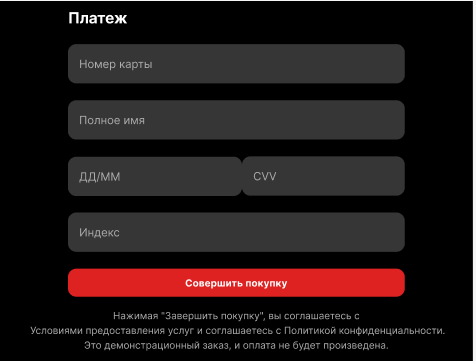 Платеж
Номер карты
Полное имя
ДД/ММ CVV
Индекс
Совершить покупку
Нажимая "Завершить покупку", вы соглашаетесь с
Условиями предоставления услуг и соглашаетесь с Политикой конфиденциальности.
Это демонстрационный заказ, и оплата не будет произведена.